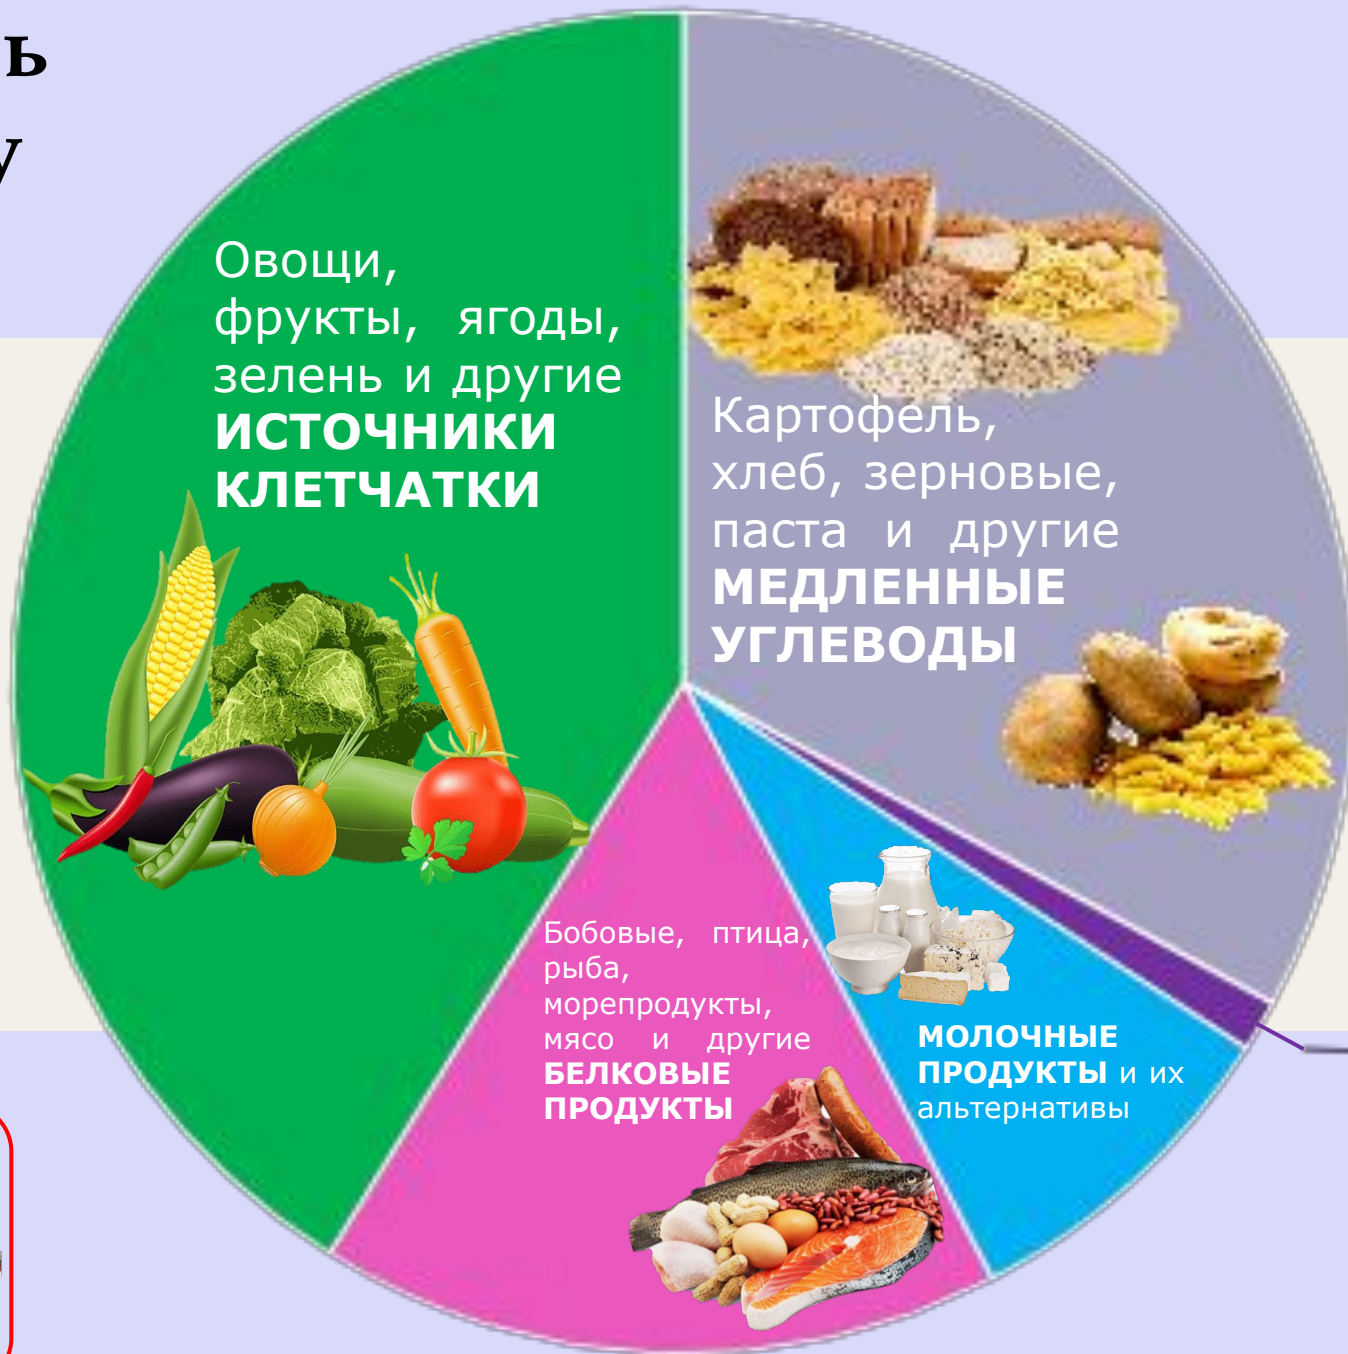 ь
у
Овощи,
фрукты, ягоды,
зелень и другие
ИСТОЧНИКИ
КЛЕТЧАТКИ
Картофель,
хлеб, зерновые,
паста и другие
МЕДЛЕННЫЕ
УГЛЕВОДЫ
Бобовые, птица,
рыба,
морепродукты,
мясо и другие
БЕЛКОВЫЕ
ПРОДУКТЫ
МОЛОЧНЫЕ
ПРОДУКТЫ и их
альтернативы